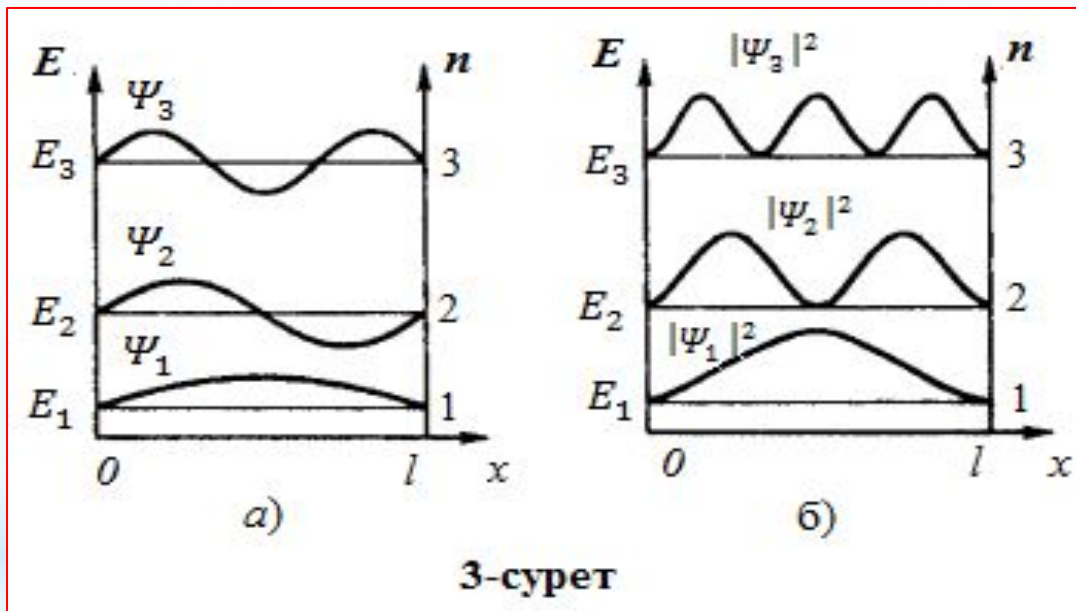 E n
Ψ₃
E₃ 3
Ψ₂
E₂ 2
Ψ₁
E₁ 1
0 l x
а)
E |Ψ₃|² n
E₃ 3
|Ψ₂|²
E₂ 2
|Ψ₁|²
E₁ 1
0 l x
б)
3-сурет